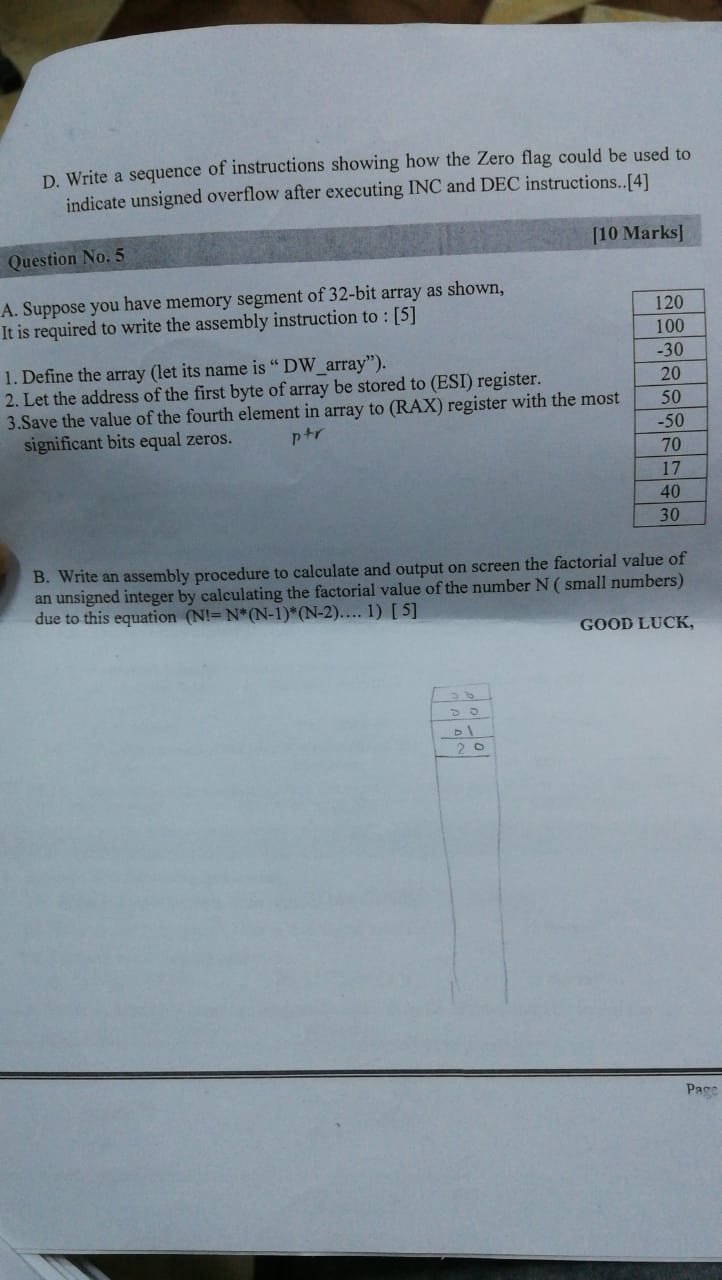 D. Write a sequence of instructions showing how the Zero flag could be used to
indicate unsigned overflow after executing INC and DEC instructions..[4]
Question No. 5 [10 Marks]
A. Suppose you have memory segment of 32-bit array as shown,
It is required to write the assembly instruction to : [5]
1. Define the array (let its name is “ DW_array”).
2. Let the address of the first byte of array be stored to (ESI) register.
3.Save the value of the fourth element in array to (RAX) register with the most
significant bits equal zeros.
ptr
120
100
-30
20
50
-50
70
17
40
30
B. Write an assembly procedure to calculate and output on screen the factorial value of
an unsigned integer by calculating the factorial value of the number N ( small numbers)
due to this equation (N!= N*(N-1)*(N-2)…. 1) [ 5]
GOOD LUCK,
00
00
01
20
Page